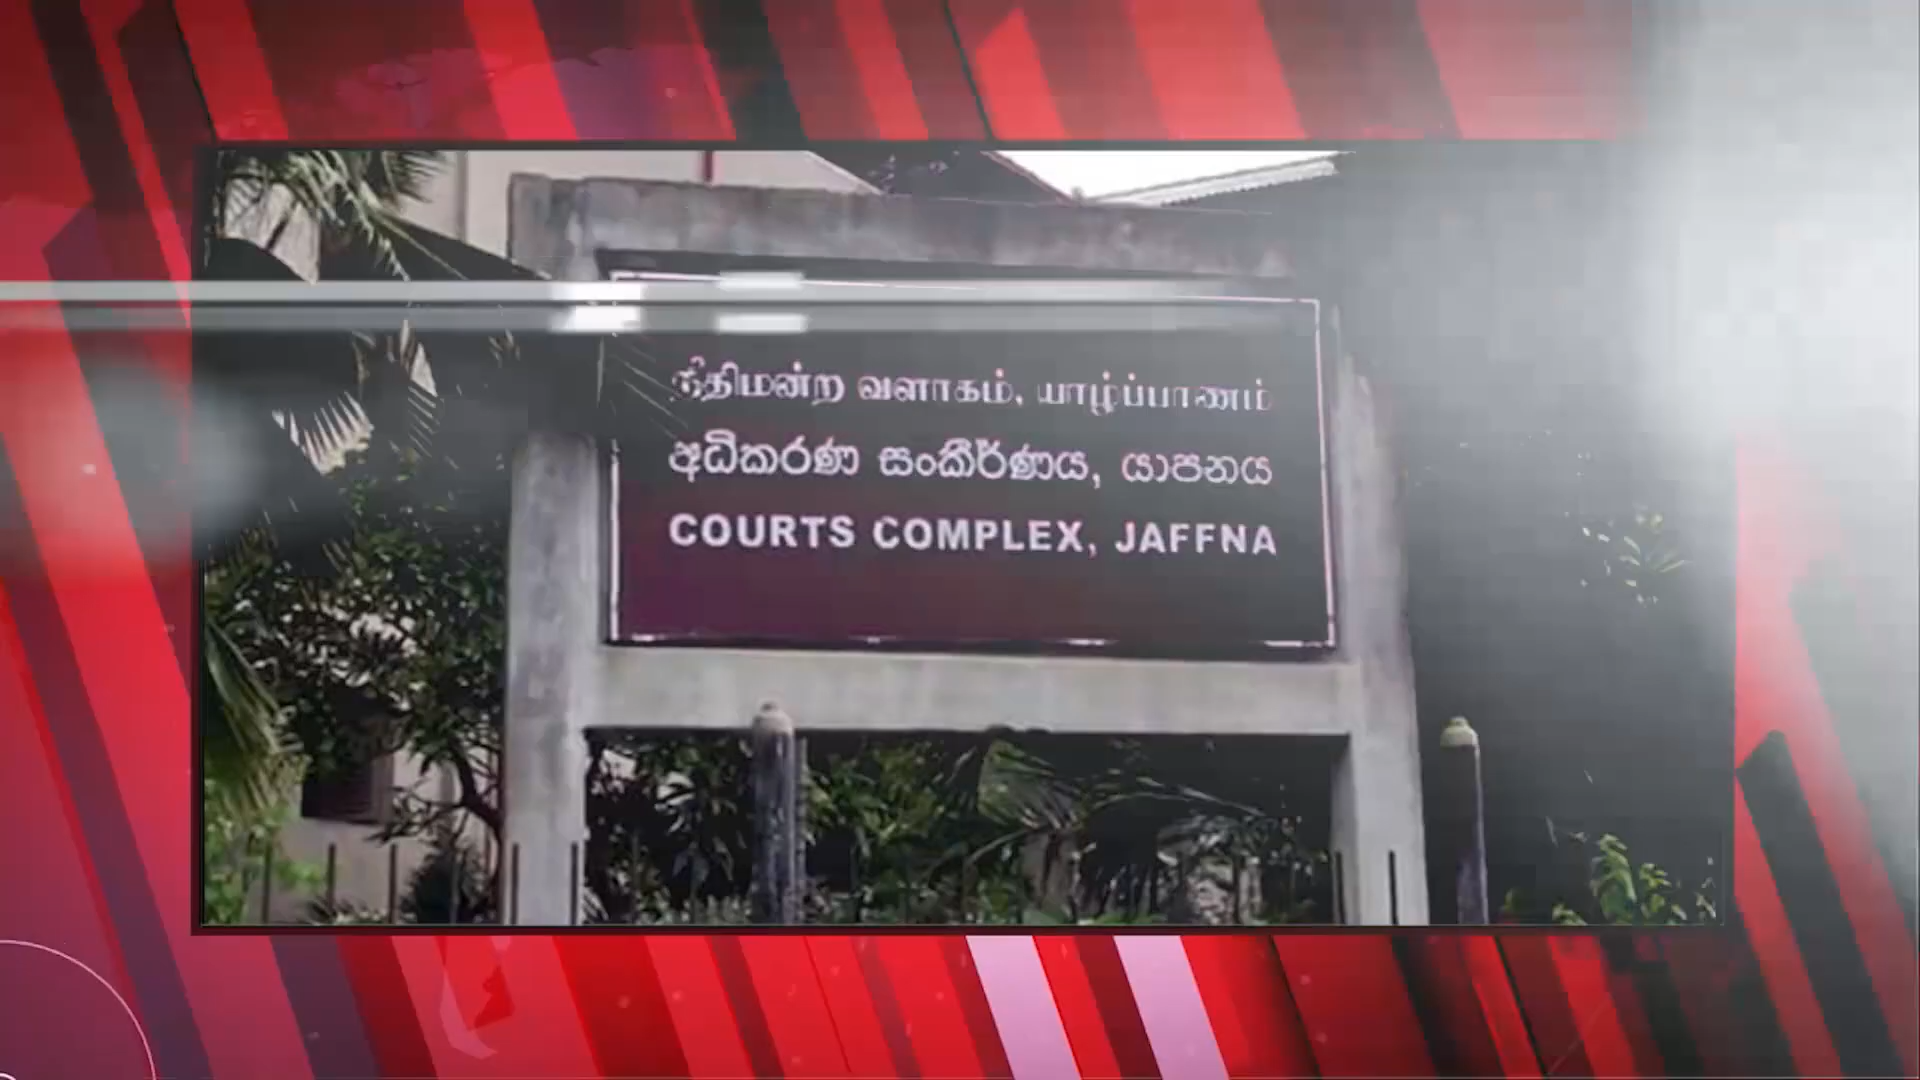 நீதிமன்ற வளாகம், யாழ்ப்பாணம்
අධිකරණ සංකීර්ණය, යාපනය
COURTS COMPLEX, JAFFNA